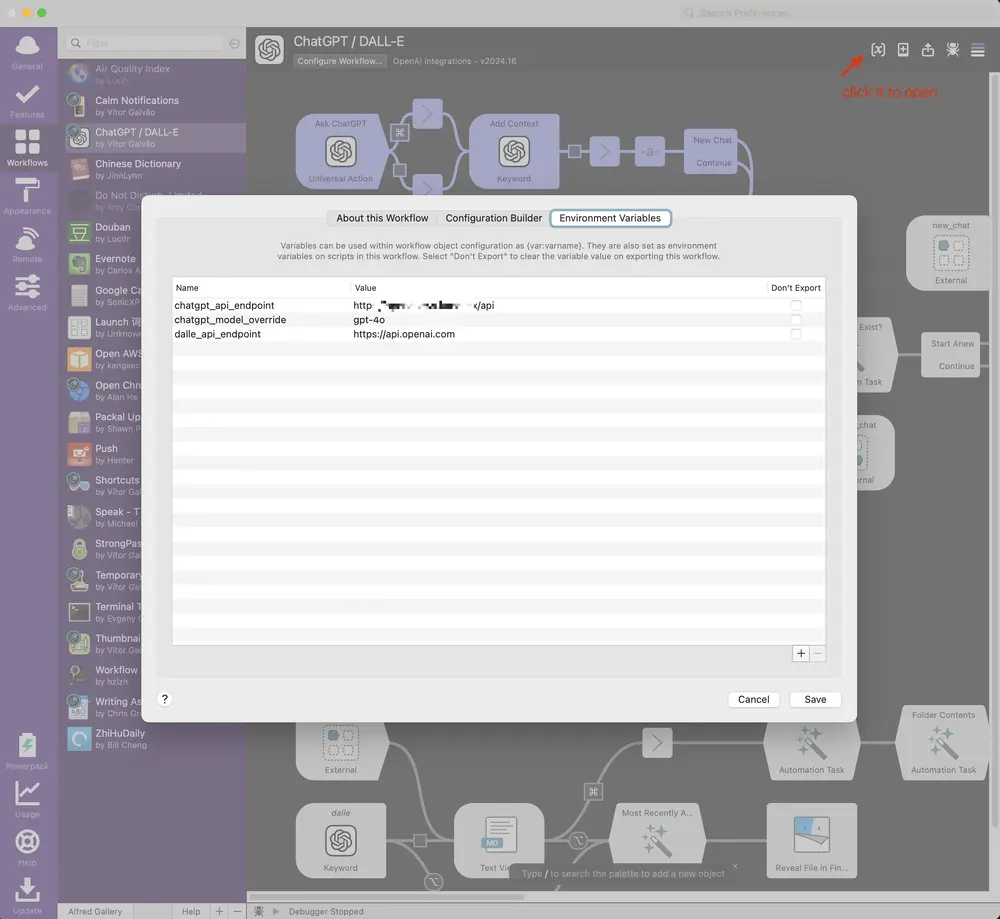 Search Preferences
General
Features
Workflows
Appearance
Remote
Advanced
Powerpack
Usage
Help
Update
Filter
Air Quality Index
by Lucifr
Calm Notifications
by Vítor Galvão
ChatGPT / DALL-E
by Vítor Galvão
Chinese Dictionary
by JinnLynn
Do Not Disturb, Limited
by Troy
Douban
by Lucifr
Evernote
by Carlos A
Google Ca
by SonicXP
Launch 词
by Unknown
Open AWS
by kangaec
Open Chro
by Alan He
Packal Up
by Shawn P
Push
by Henter
Shortcuts
by Vítor Gal
Speak - T
by Michael
StrongPas
by Vítor Gal
Temporary
by Vítor Ga
Terminal T
by Evgeny
Thumbnai
by Vítor Gal
Workflow
by hzlzh
Writing As
by Chris Gr
ZhiHuDaily
by Bill Cheng
Alfred Gallery
Help
+
−
ChatGPT / DALL-E
Configure Workflow...
OpenAI integrations - v2024.16
click it to open
Ask ChatGPT
Universal Action
Add Context
Keyword
-a-
New Chat
Continue
new_chat
External
Exist?
n Task
Start Anew
Continue
_chat
rnal
About this Workflow
Configuration Builder
Environment Variables
Variables can be used within workflow object configuration as {var:varname}. They are also set as environment
variables on scripts in this workflow. Select "Don't Export" to clear the variable value on exporting this workflow.
Name Value Don't Export
chatgpt_api_endpoint http x/api
chatgpt_model_override gpt-4o
dalle_api_endpoint https://api.openai.com
+ −
?
Cancel
Save
External
Automation Task
Folder Contents
Automation Task
dalle
Keyword
MD
Text Vie
Most Recently A...
Reveal File in Fin...
Type / to search the palette to add a new object
×
Debugger Stopped